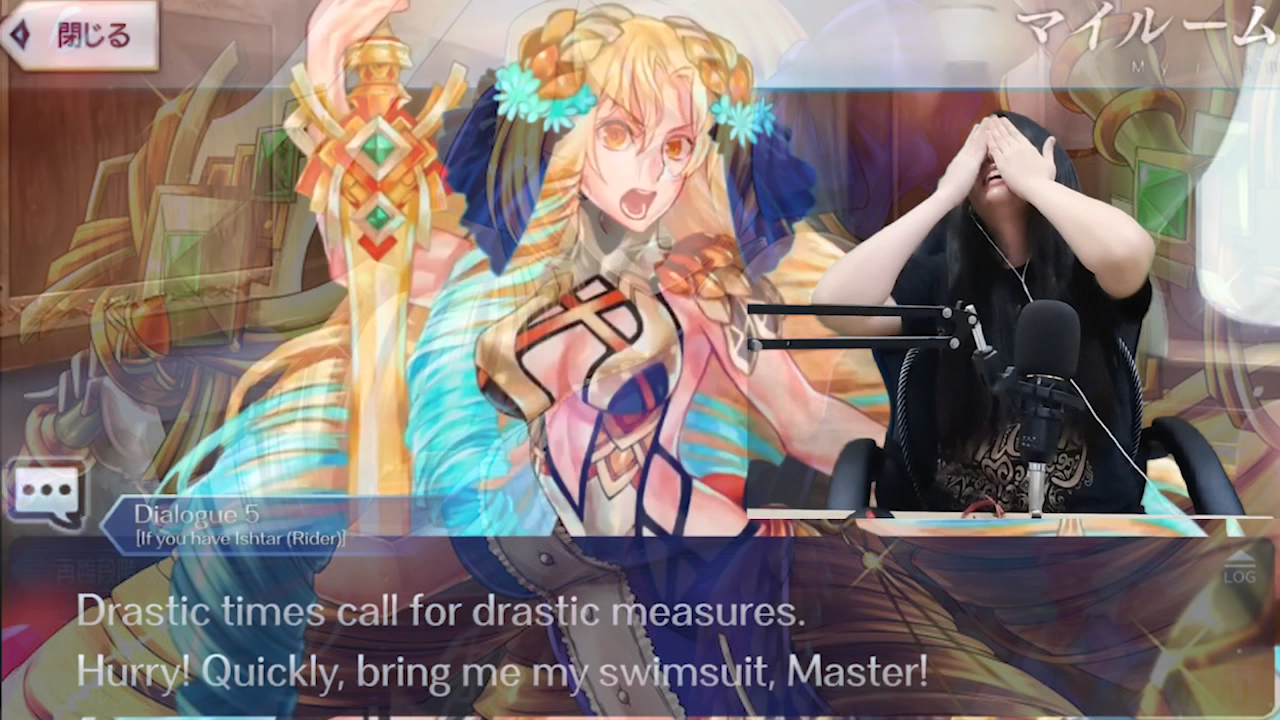 閉じる
マイルーム
My
Dialogue 5
[If you have Ishtar (Rider)]
LOG
Drastic times call for drastic measures.
Hurry! Quickly, bring me my swimsuit, Master!